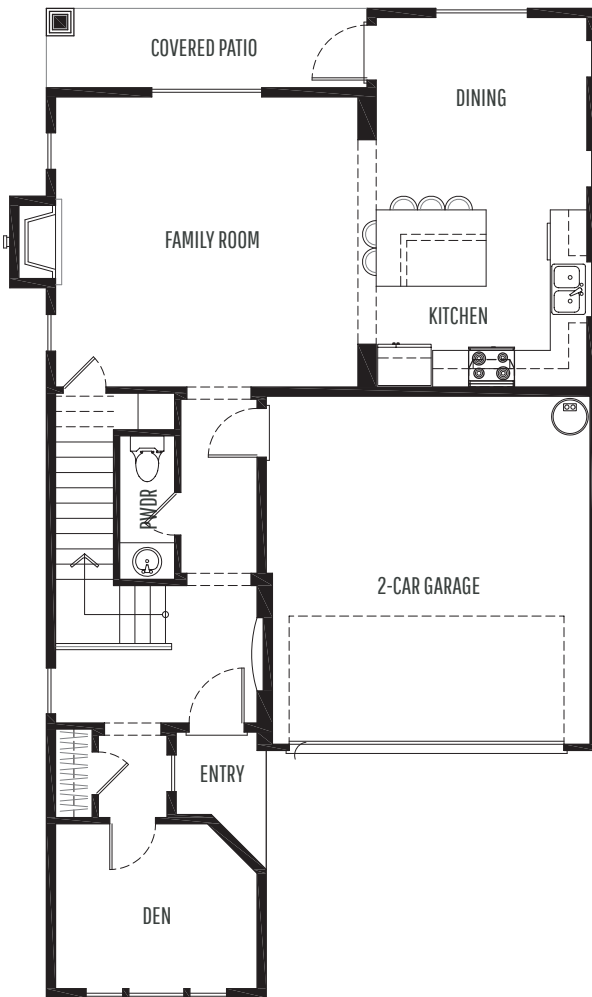 COVERED PATIO
DINING
FAMILY ROOM
KITCHEN
PWDR
2-CAR GARAGE
ENTRY
DEN